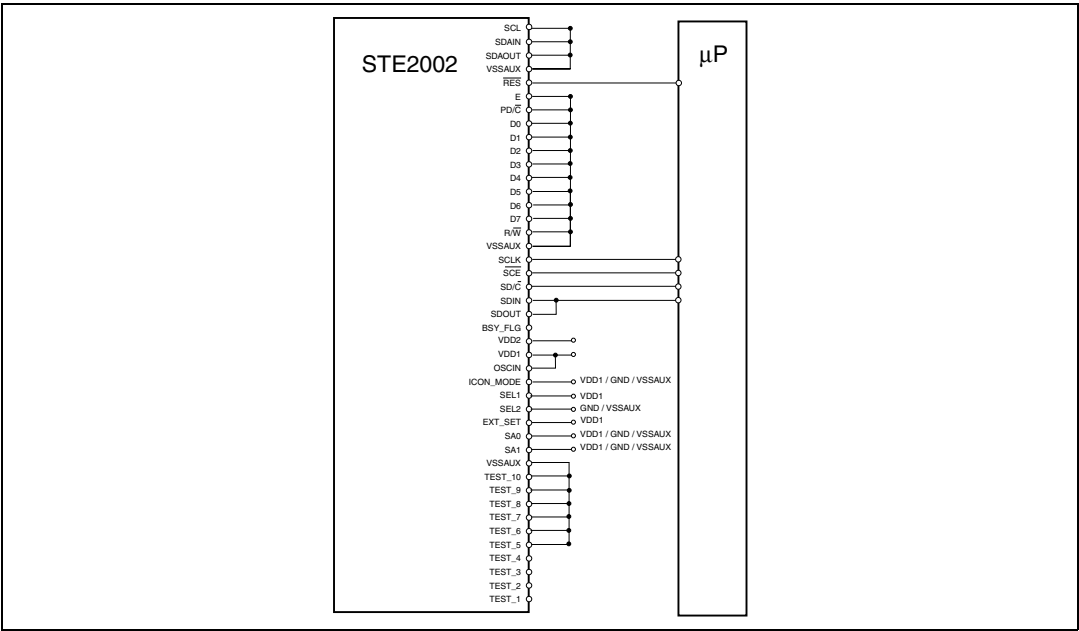 STE2002
μP
SCL
SDAIN
SDAOUT
VSSAUX
RES
E
PD/C
D0
D1
D2
D3
D4
D5
D6
D7
R/W
VSSAUX
SCLK
SCE
SD/C
SDIN
SDOUT
BSY_FLG
VDD2
VDD1
OSCIN
ICON_MODE VDD1 / GND / VSSAUX
SEL1 VDD1
SEL2 GND / VSSAUX
EXT_SET VDD1
SA0 VDD1 / GND / VSSAUX
SA1 VDD1 / GND / VSSAUX
VSSAUX
TEST_10
TEST_9
TEST_8
TEST_7
TEST_6
TEST_5
TEST_4
TEST_3
TEST_2
TEST_1